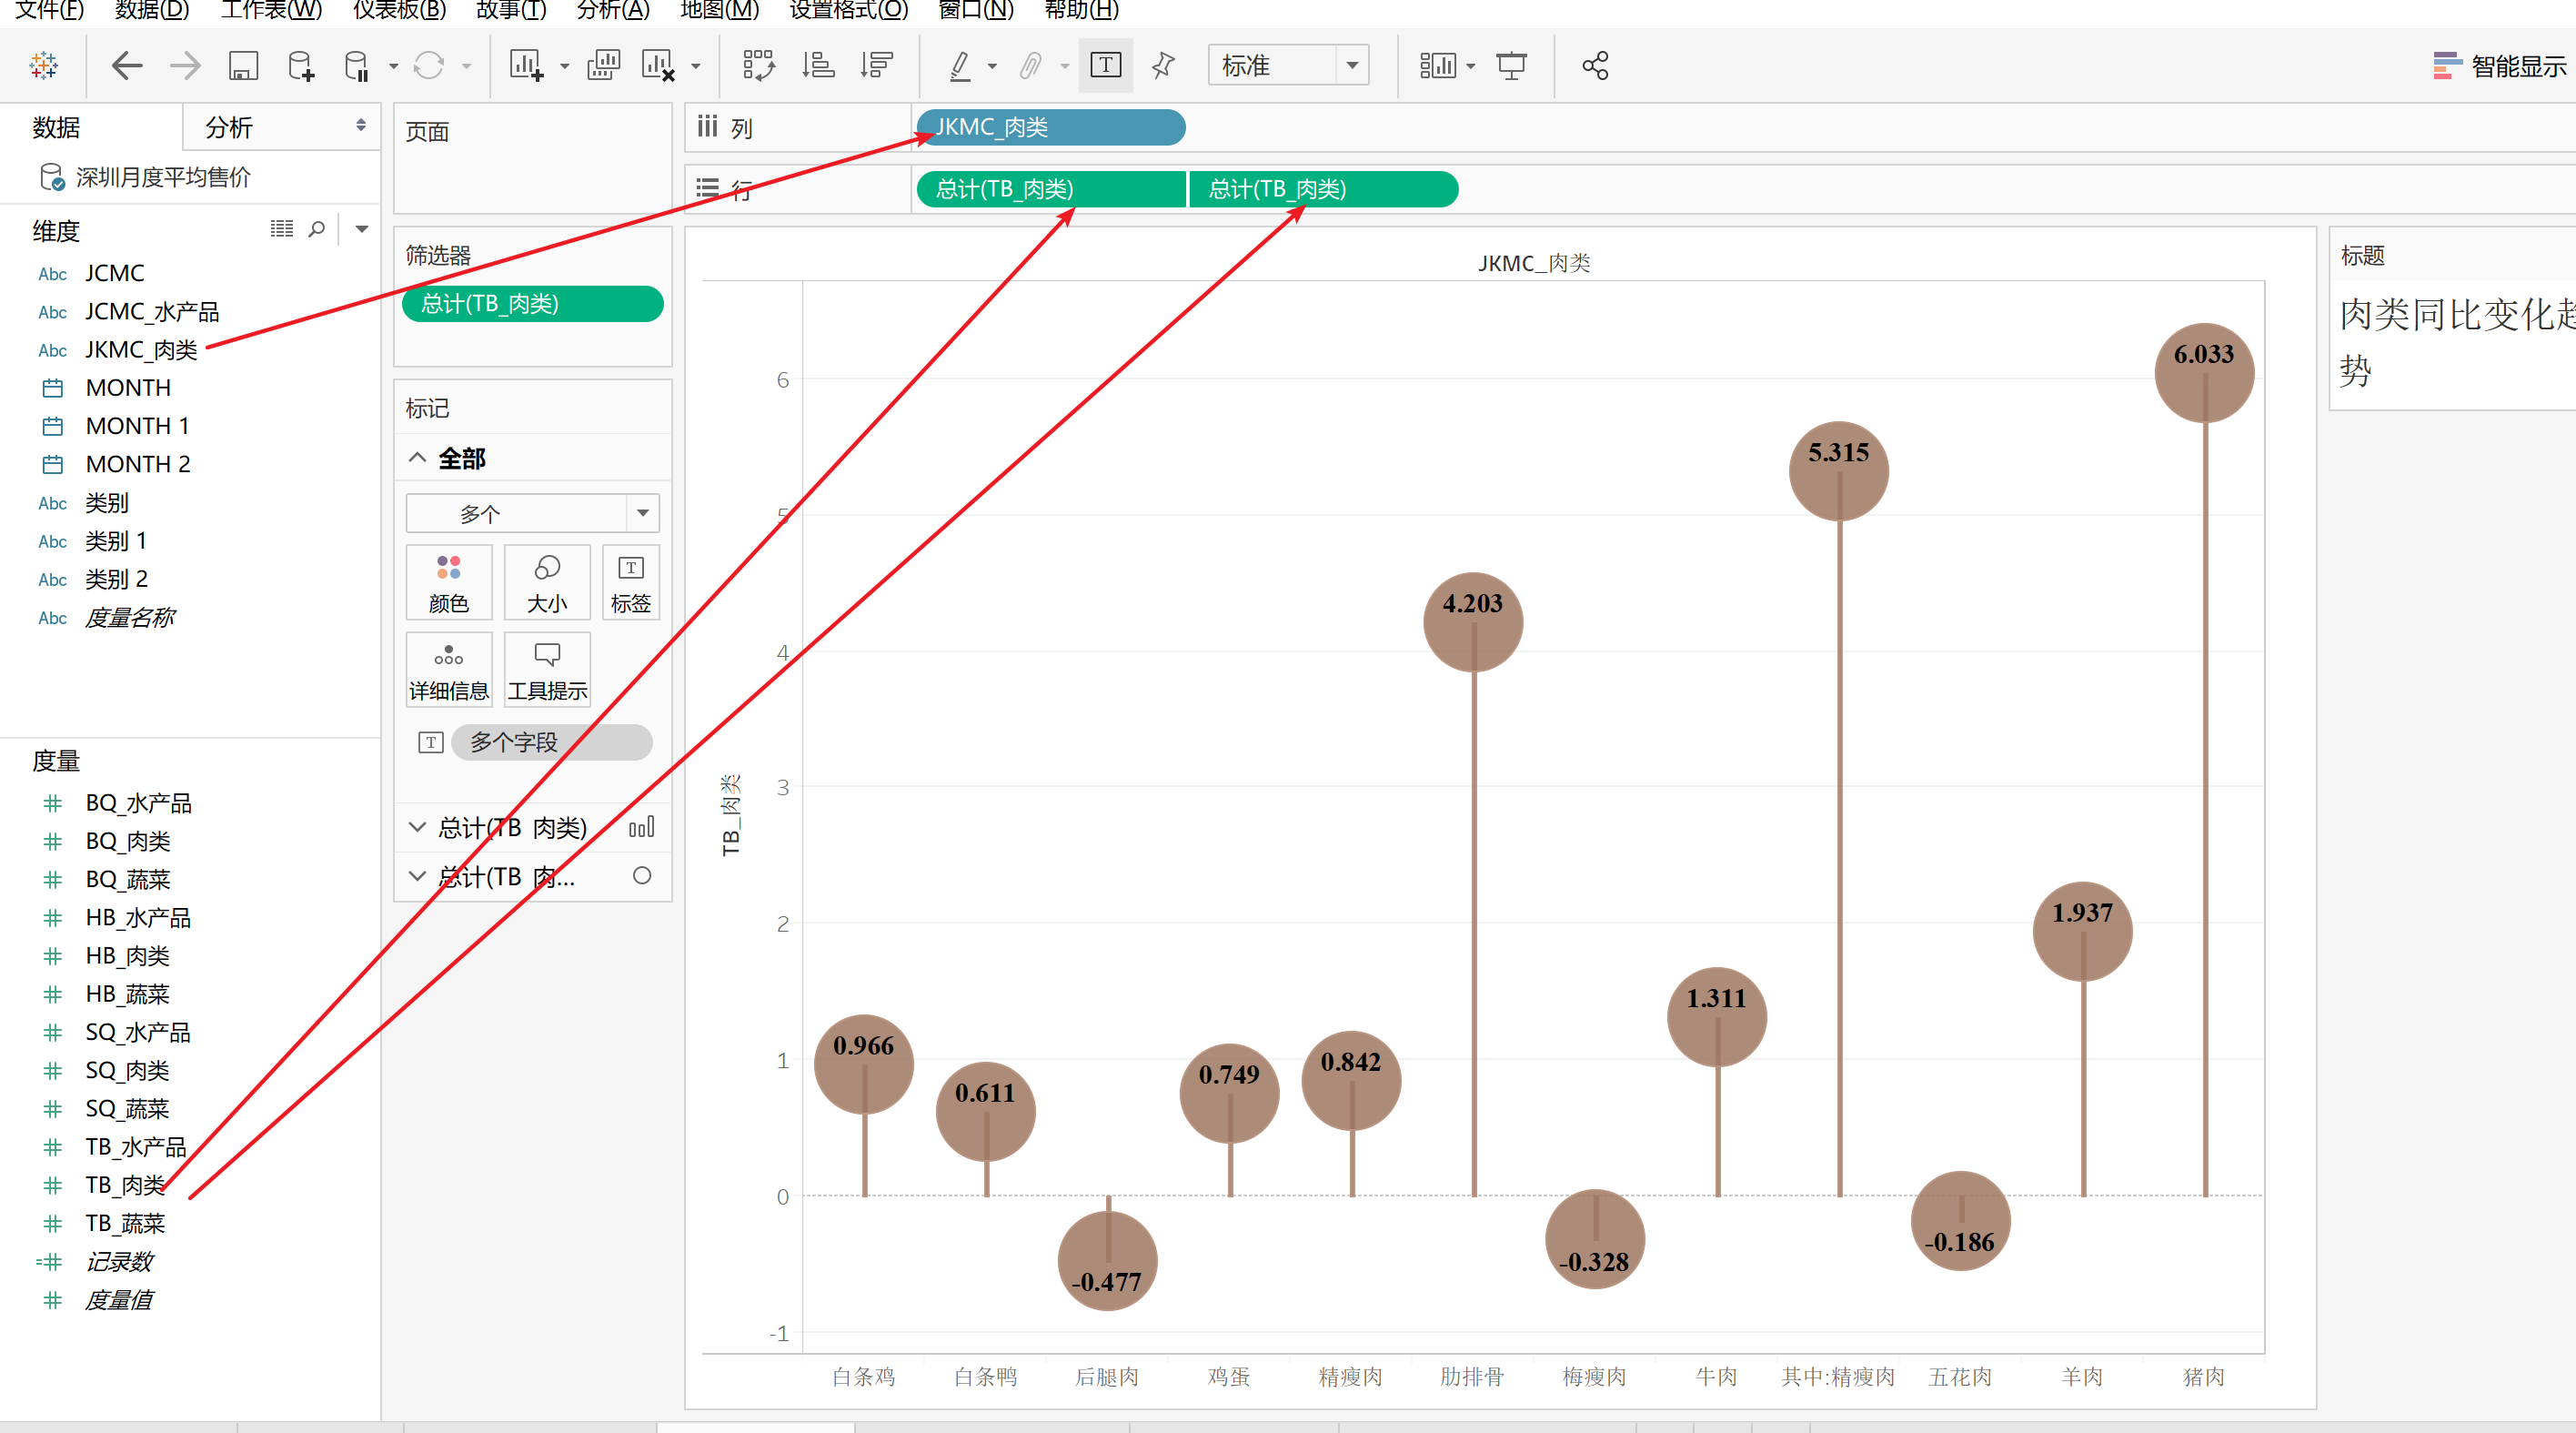 文件(F) 数据(D) 工作表(W) 仪表板(B) 故事(T) 分析(A) 地图(M) 设置格式(O) 窗口(N) 帮助(H)
标准
智能显示
数据 分析
深圳月度平均售价
维度
Abc JCMC
Abc JCMC_水产品
Abc JKMC_肉类
MONTH
MONTH 1
MONTH 2
Abc 类别
Abc 类别 1
Abc 类别 2
Abc 度量名称
度量
BQ_水产品
BQ_肉类
BQ_蔬菜
HB_水产品
HB_肉类
HB_蔬菜
SQ_水产品
SQ_肉类
SQ_蔬菜
TB_水产品
TB_肉类
TB_蔬菜
记录数
度量值
页面
筛选器
总计(TB_肉类)
标记
全部
多个
颜色 大小 标签
详细信息 工具提示
多个字段
总计(TB 肉类)
总计(TB 肉...
列 JKMC_肉类
行 总计(TB_肉类) 总计(TB_肉类)
JKMC_肉类
TB_肉类
6
5
4
3
2
1
0
-1
0.966
0.611
-0.477
0.749
0.842
4.203
-0.328
1.311
5.315
-0.186
1.937
6.033
白条鸡 白条鸭 后腿肉 鸡蛋 精瘦肉 肋排骨 梅瘦肉 牛肉 其中:精瘦肉 五花肉 羊肉 猪肉
标题
肉类同比变化趋
势